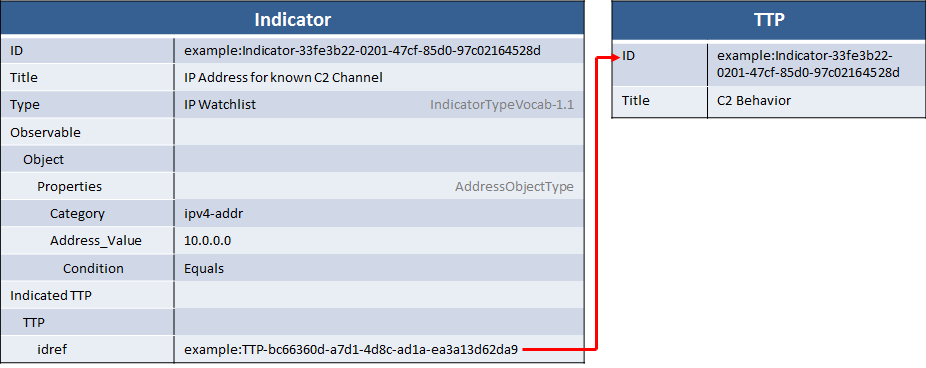 Indicator
ID example:Indicator-33fe3b22-0201-47cf-85d0-97c02164528d
Title IP Address for known C2 Channel
Type IP Watchlist IndicatorTypeVocab-1.1
Observable
Object
Properties AddressObjectType
Category ipv4-addr
Address_Value 10.0.0.0
Condition Equals
Indicated TTP
TTP
idref example:TTP-bc66360d-a7d1-4d8c-ad1a-ea3a13d62da9
TTP
ID example:Indicator-33fe3b22-
0201-47cf-85d0-97c02164528d
Title C2 Behavior